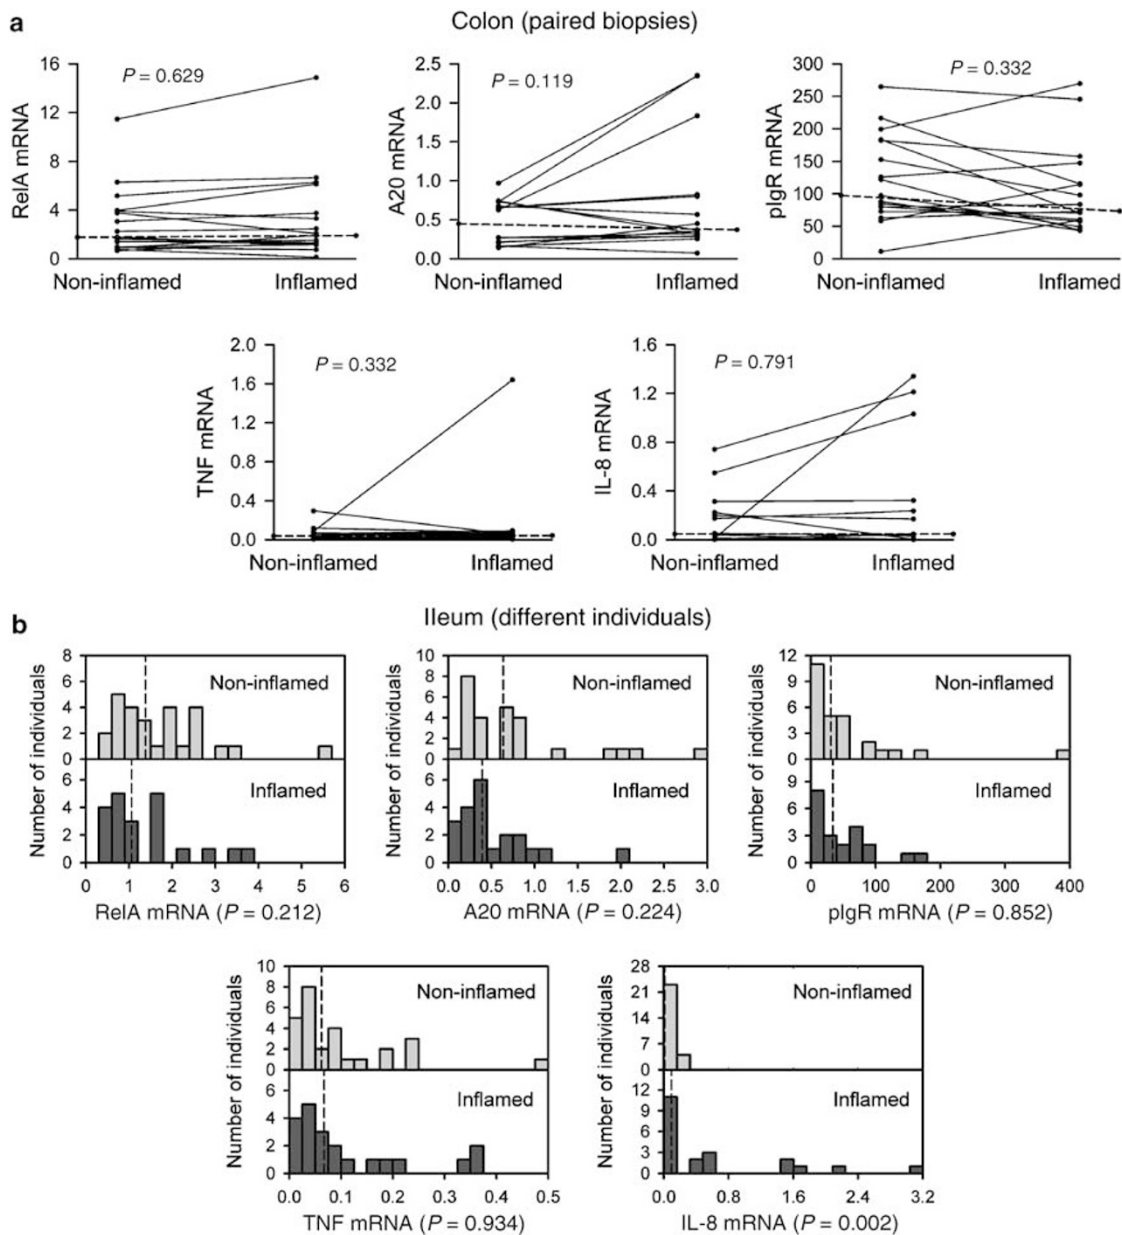 a
Colon (paired biopsies)
RelA mRNA
16
12
8
4
0
P = 0.629
Non-inflamed
Inflamed
A20 mRNA
2.5
2.0
1.5
1.0
0.5
0.0
P = 0.119
Non-inflamed
Inflamed
pIgR mRNA
300
250
200
150
100
50
0
P = 0.332
Non-inflamed
Inflamed
TNF mRNA
2.0
1.6
1.2
0.8
0.4
0.0
P = 0.332
Non-inflamed
Inflamed
IL-8 mRNA
1.6
1.2
0.8
0.4
0.0
P = 0.791
Non-inflamed
Inflamed
b
Ileum (different individuals)
Number of individuals
8
6
4
2
0
Non-inflamed
6
4
2
0
Inflamed
0 1 2 3 4 5 6
RelA mRNA (P = 0.212)
Number of individuals
10
8
6
4
2
0
Non-inflamed
6
4
2
0
Inflamed
0.0 0.5 1.0 1.5 2.0 2.5 3.0
A20 mRNA (P = 0.224)
Number of individuals
12
9
6
3
0
Non-inflamed
9
6
3
0
Inflamed
0 100 200 300 400
pIgR mRNA (P = 0.852)
Number of individuals
10
8
6
4
2
0
Non-inflamed
6
4
2
0
Inflamed
0.0 0.1 0.2 0.3 0.4 0.5
TNF mRNA (P = 0.934)
Number of individuals
28
21
14
7
0
Non-inflamed
12
9
6
3
0
Inflamed
0.0 0.8 1.6 2.4 3.2
IL-8 mRNA (P = 0.002)